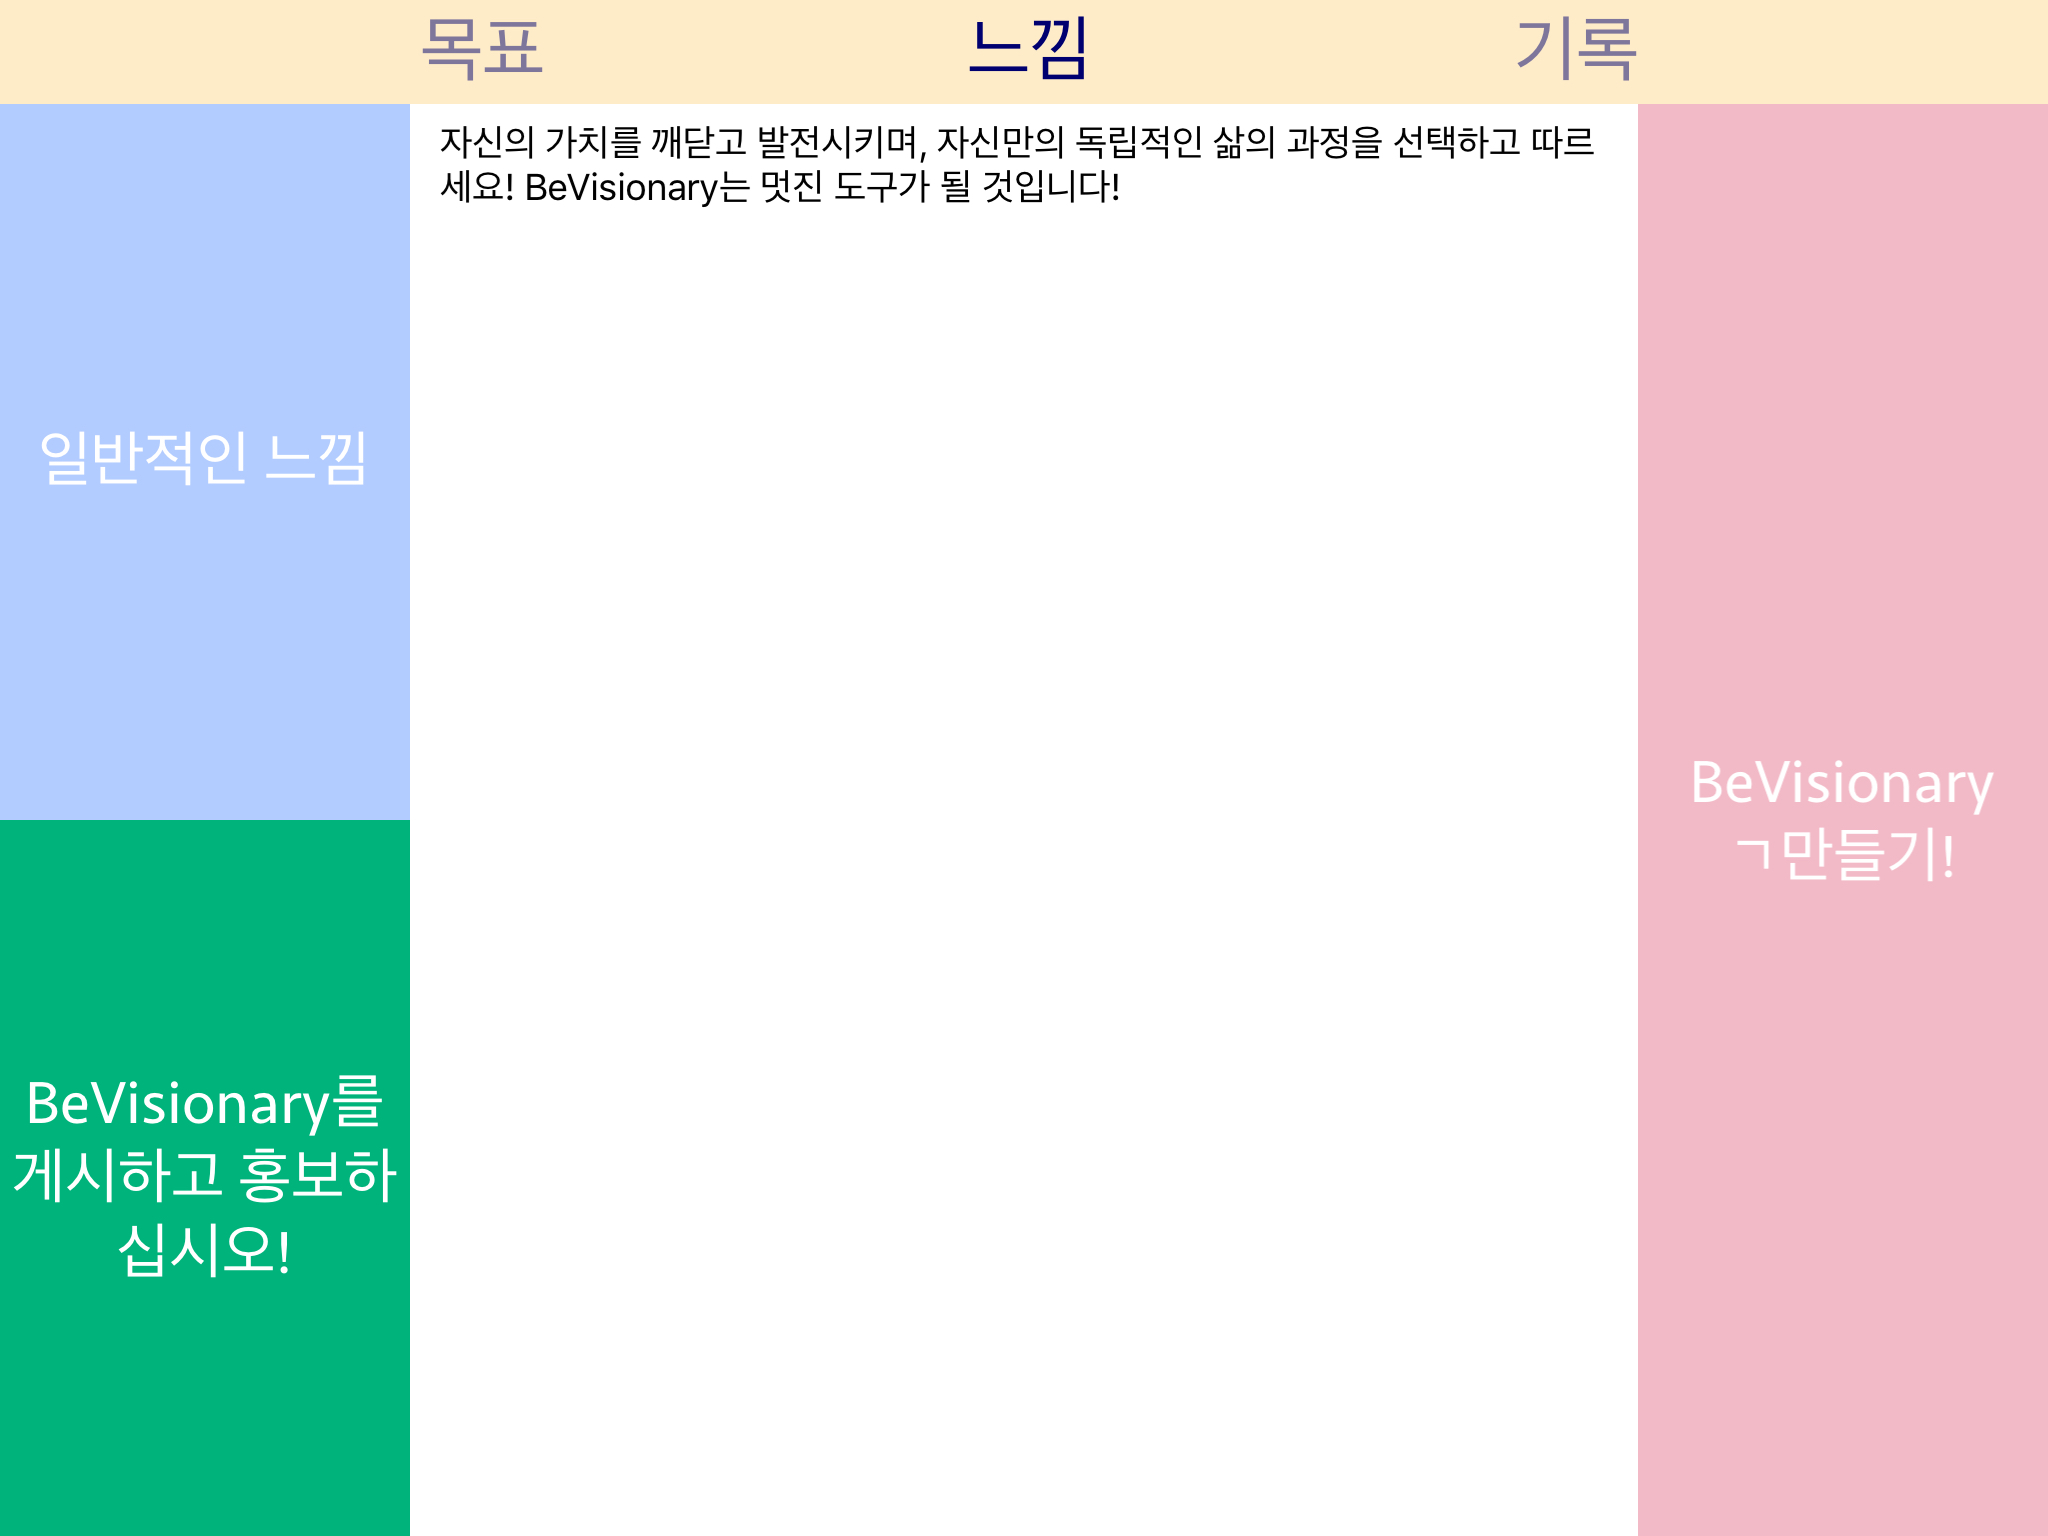 목표
느낌
기록
자신의 가치를 깨닫고 발전시키며, 자신만의 독립적인 삶의 과정을 선택하고 따르
세요! BeVisionary는 멋진 도구가 될 것입니다!
일반적인 느낌
BeVisionary를
게시하고 홍보하
십시오!
BeVisionary
ㄱ만들기!